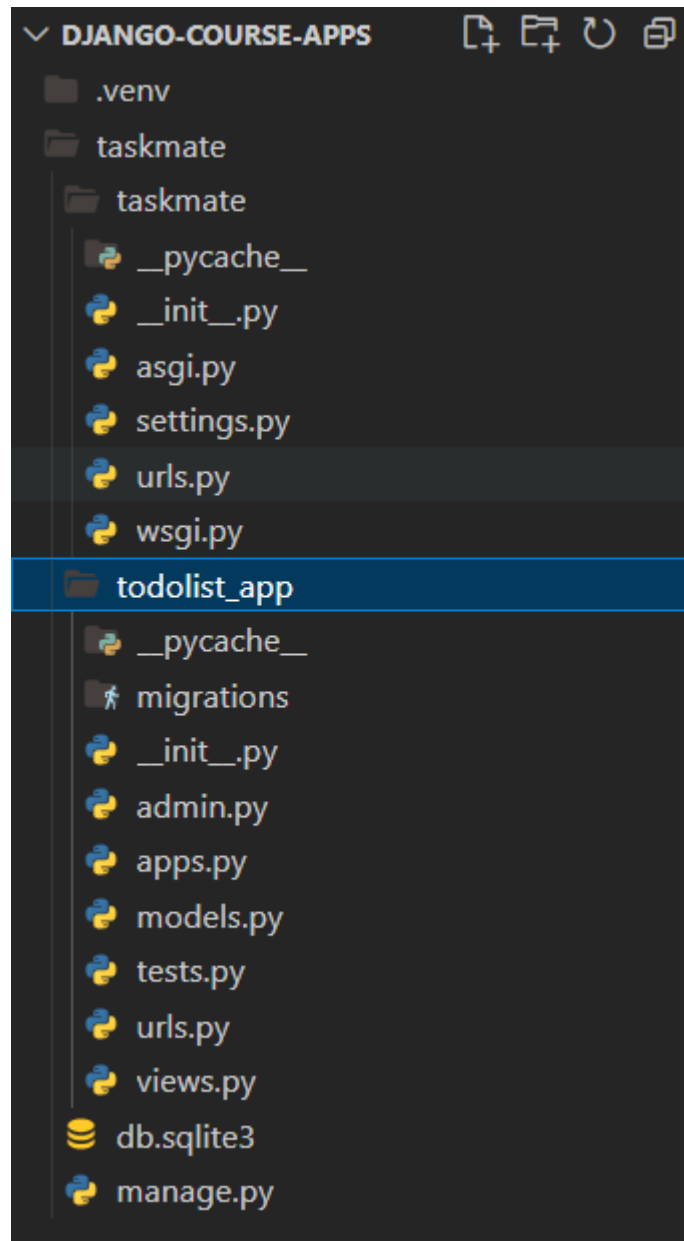 DJANGO-COURSE-APPS
.venv
taskmate
taskmate
__pycache__
__init__.py
asgi.py
settings.py
urls.py
wsgi.py
todolist_app
__pycache__
migrations
__init__.py
admin.py
apps.py
models.py
tests.py
urls.py
views.py
db.sqlite3
manage.py